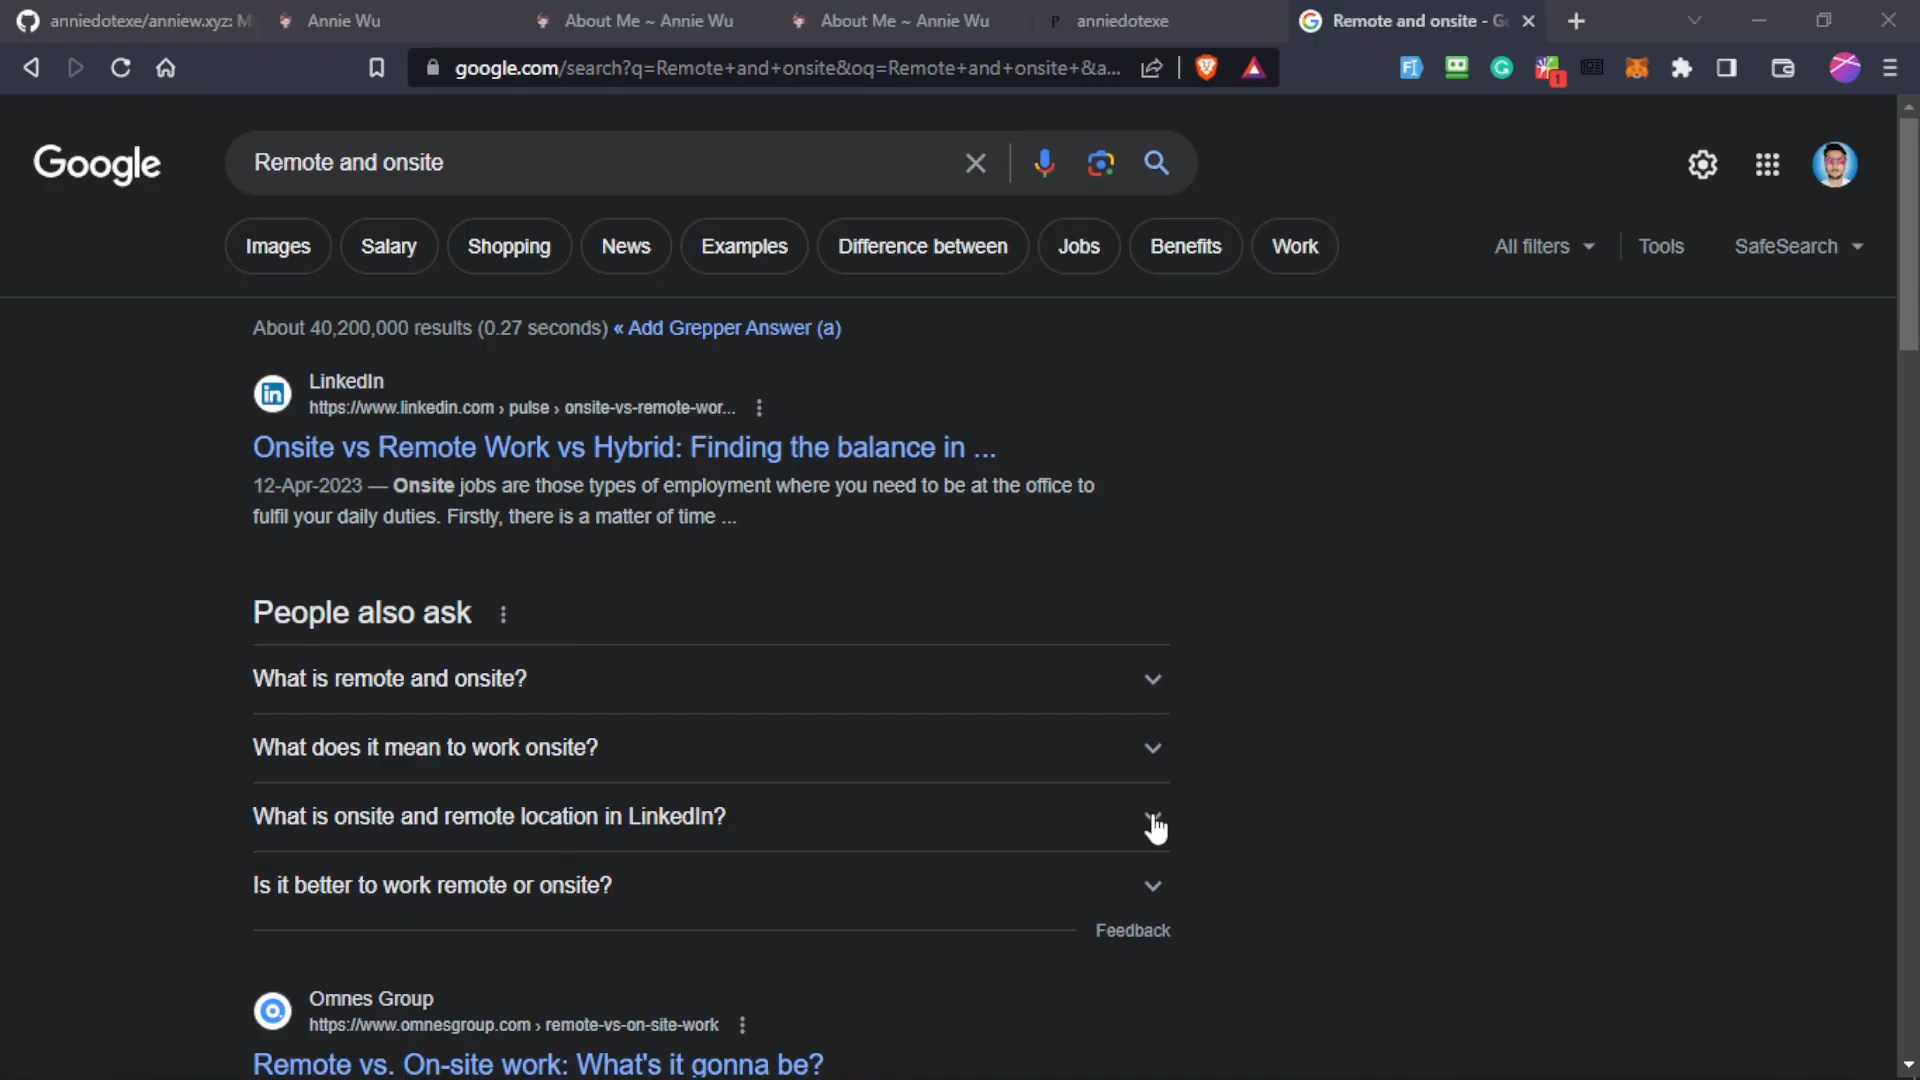 anniedotexe/anniew.xyz: M
Annie Wu
About Me ~ Annie Wu
About Me ~ Annie Wu
P anniedotexe
Remote and onsite - Go
google.com/search?q=Remote+and+onsite&oq=Remote+and+onsite+&a...
1
Google
Remote and onsite
Images
Salary
Shopping
News
Examples
Difference between
Jobs
Benefits
Work
All filters
Tools
SafeSearch
About 40,200,000 results (0.27 seconds) « Add Grepper Answer (a)
in
LinkedIn
https://www.linkedin.com › pulse › onsite-vs-remote-wor...
Onsite vs Remote Work vs Hybrid: Finding the balance in ...
12-Apr-2023 — Onsite jobs are those types of employment where you need to be at the office to
fulfil your daily duties. Firstly, there is a matter of time ...
People also ask
What is remote and onsite?
What does it mean to work onsite?
What is onsite and remote location in LinkedIn?
Is it better to work remote or onsite?
Feedback
Omnes Group
https://www.omnesgroup.com › remote-vs-on-site-work
Remote vs. On-site work: What's it gonna be?